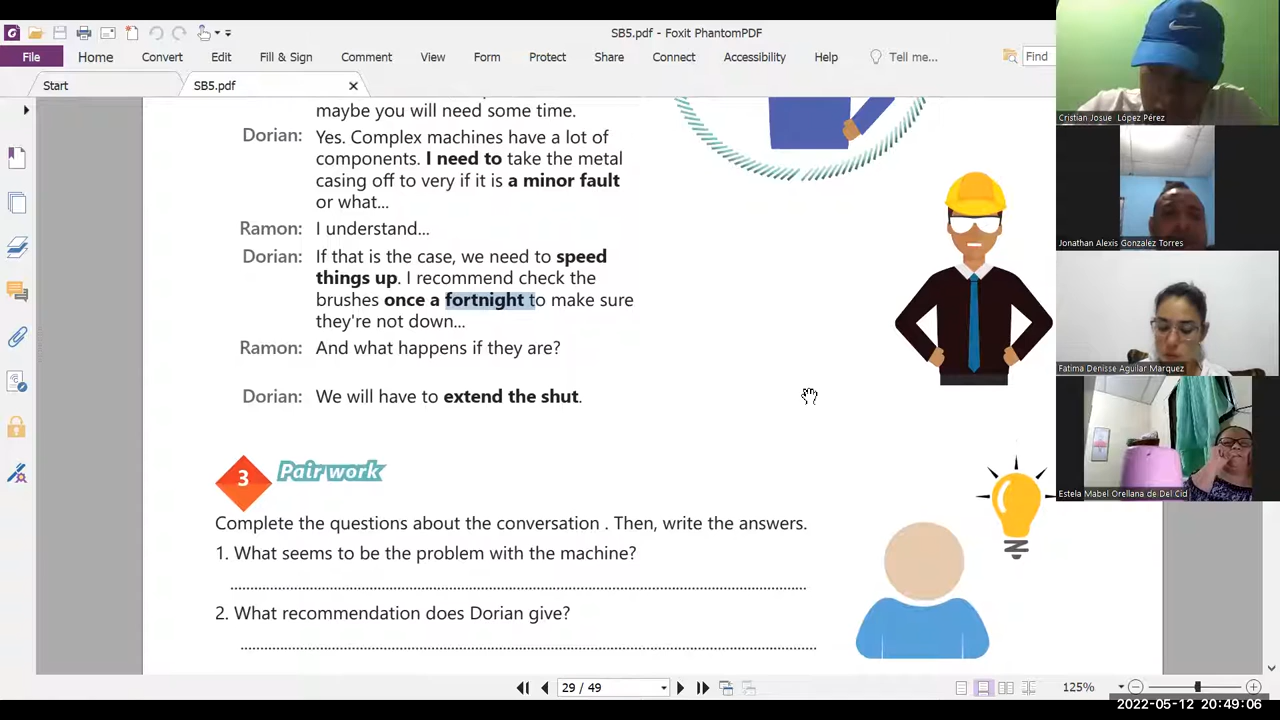 SB5.pdf - Foxit PhantomPDF
File Home Convert Edit Fill & Sign Comment View Form Protect Share Connect Accessibility Help Tell me... Find
Start SB5.pdf
maybe you will need some time.
Dorian: Yes. Complex machines have a lot of
components. I need to take the metal
casing off to very if it is a minor fault
or what...
Ramon: I understand...
Dorian: If that is the case, we need to speed
things up. I recommend check the
brushes once a fortnight to make sure
they're not down...
Ramon: And what happens if they are?
Dorian: We will have to extend the shut.
3 Pair work
Complete the questions about the conversation . Then, write the answers.
1. What seems to be the problem with the machine?
2. What recommendation does Dorian give?
29 / 49
125%
Cristian Josue López Pérez
Jonathan Alexis Gonzalez Torres
Fatima Denisse Aguilar Marquez
Estela Mabel Orellana de Del Cid
2022-05-12 20:49:06